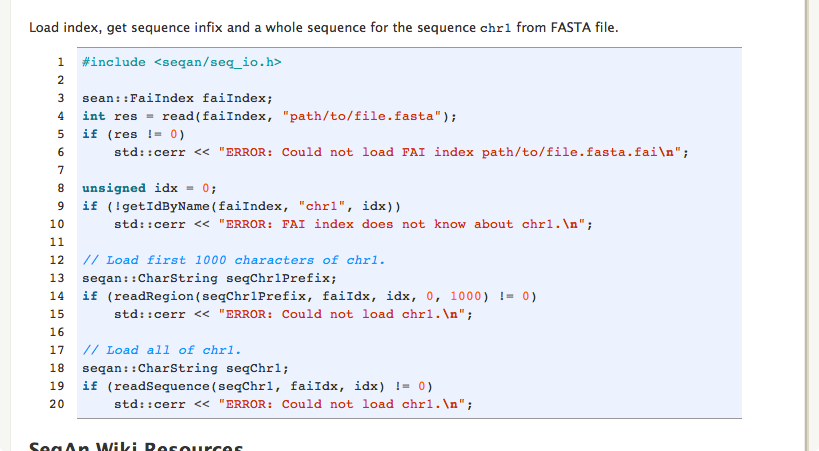 Load index, get sequence infix and a whole sequence for the sequence chr1 from FASTA file.
1 #include <seqan/seq_io.h>
2
3 sean::FaiIndex faiIndex;
4 int res = read(faiIndex, "path/to/file.fasta");
5 if (res != 0)
6     std::cerr << "ERROR: Could not load FAI index path/to/file.fasta.fai\n";
7
8 unsigned idx = 0;
9 if (!getIdByName(faiIndex, "chr1", idx))
10     std::cerr << "ERROR: FAI index does not know about chr1.\n";
11
12 // Load first 1000 characters of chr1.
13 seqan::CharString seqChr1Prefix;
14 if (readRegion(seqChr1Prefix, faiIdx, idx, 0, 1000) != 0)
15     std::cerr << "ERROR: Could not load chr1.\n";
16
17 // Load all of chr1.
18 seqan::CharString seqChr1;
19 if (readSequence(seqChr1, faiIdx, idx) != 0)
20     std::cerr << "ERROR: Could not load chr1.\n";
SeqAn Wiki Resources